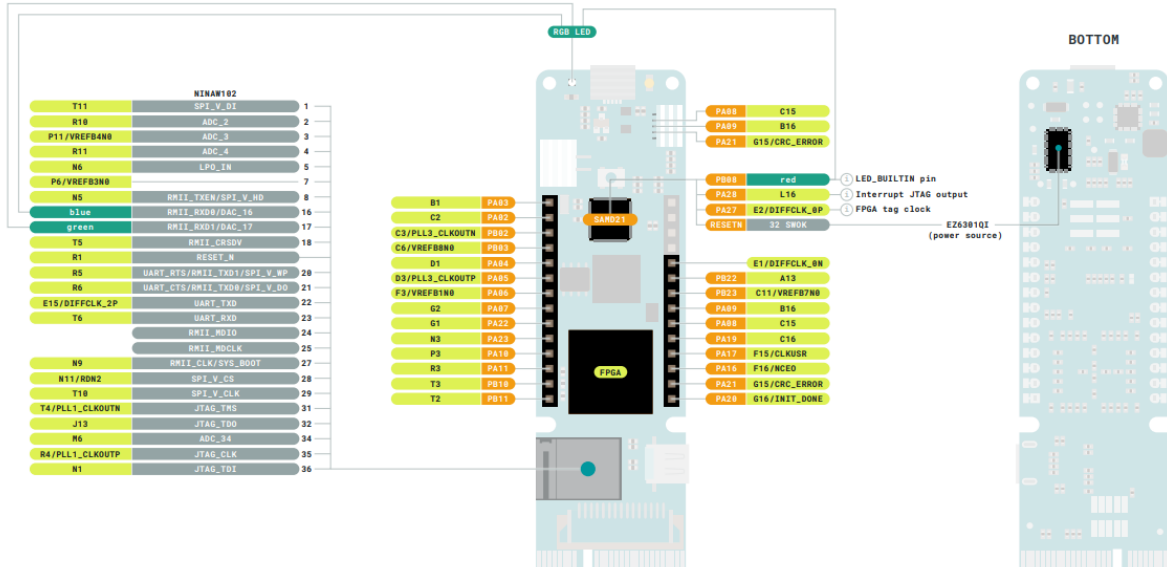 RGB LED
BOTTOM
NINAW102
T11 SPI_V_DI 1
R10 ADC_2 2
P11/VREFB4N0 ADC_3 3
R11 ADC_4 4
N6 LPO_IN 5
P6/VREFB3N0 7
N5 RMII_TXEN/SPI_V_HD 8
blue RMII_RXD0/DAC_16 16
green RMII_RXD1/DAC_17 17
T5 RMII_CRSDV 18
R1 RESET_N
R5 UART_RTS/RMII_TXD1/SPI_V_WP 20
R6 UART_CTS/RMII_TXD0/SPI_V_DO 21
E15/DIFFCLK_2P UART_TXD 22
T6 UART_RXD 23
RMII_MDIO 24
RMII_MDCLK 25
N9 RMII_CLK/SYS_BOOT 27
N11/RDN2 SPI_V_CS 28
T10 SPI_V_CLK 29
T4/PLL1_CLKOUTN JTAG_TMS 31
J13 JTAG_TDO 32
M6 ADC_34 34
R4/PLL1_CLKOUTP JTAG_CLK 35
N1 JTAG_TDI 36
B1 PA03
C2 PA02
C3/PLL3_CLKOUTN PB02
C6/VREFB8N0 PB03
D1 PA04
D3/PLL3_CLKOUTP PA05
F3/VREFB1N0 PA06
G2 PA07
G1 PA22
N3 PA23
P3 PA10
R3 PA11
T3 PB10
T2 PB11
SAMD21
FPGA
PA08 C15
PA09 B16
PA21 G15/CRC_ERROR
PB08 red 1 LED_BUILTIN pin
PA28 L16 1 Interrupt JTAG output
PA27 E2/DIFFCLK_0P 1 FPGA tag clock
RESETN 32 SWOK
EZ6301QI
(power source)
E1/DIFFCLK_0N
PB22 A13
PB23 C11/VREFB7N0
PA09 B16
PA08 C15
PA19 C16
PA17 F15/CLKUSR
PA16 F16/NCEO
PA21 G15/CRC_ERROR
PA20 G16/INIT_DONE